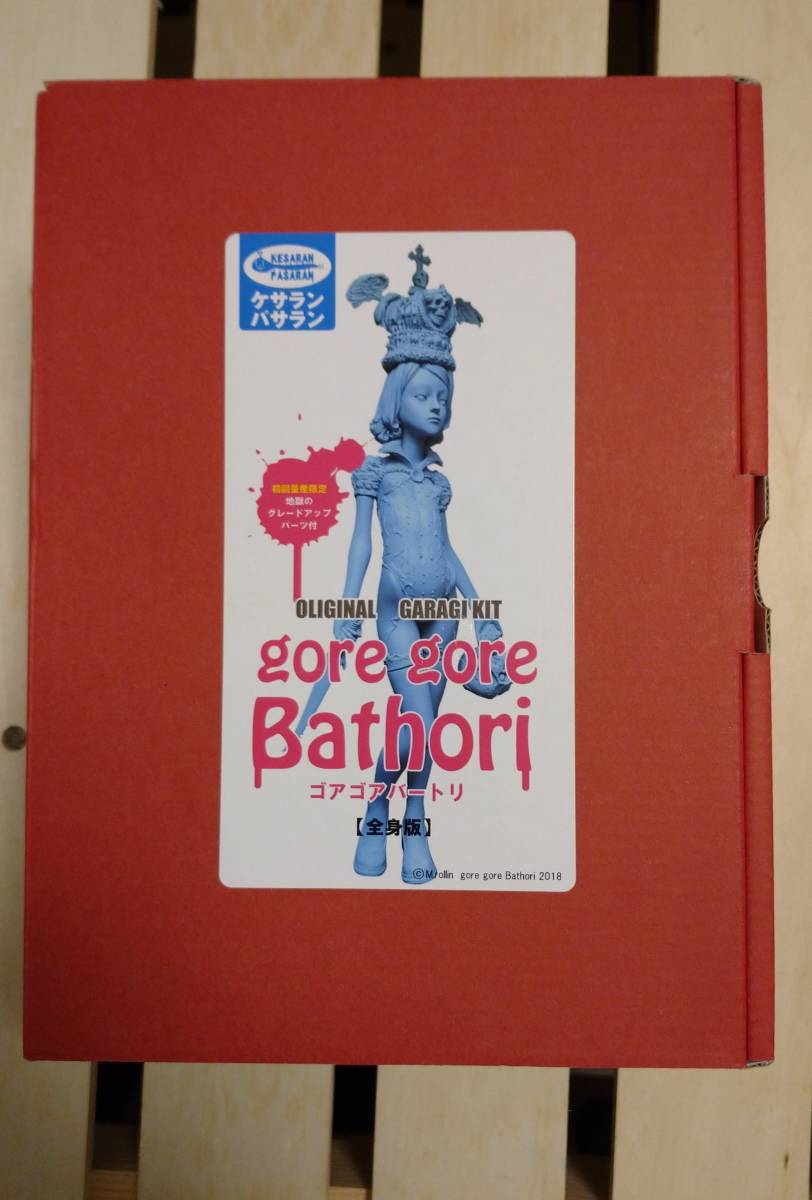 KESARAN
PASARAN
ケサラン
パサラン
初回量産限定
地獄の
グレードアップ
パーツ付
OLIGINAL GARAGI KIT
gore gore
Bathori
ゴアゴアバートリ
【全身版】
©M.rollin gore gore Bathori 2018